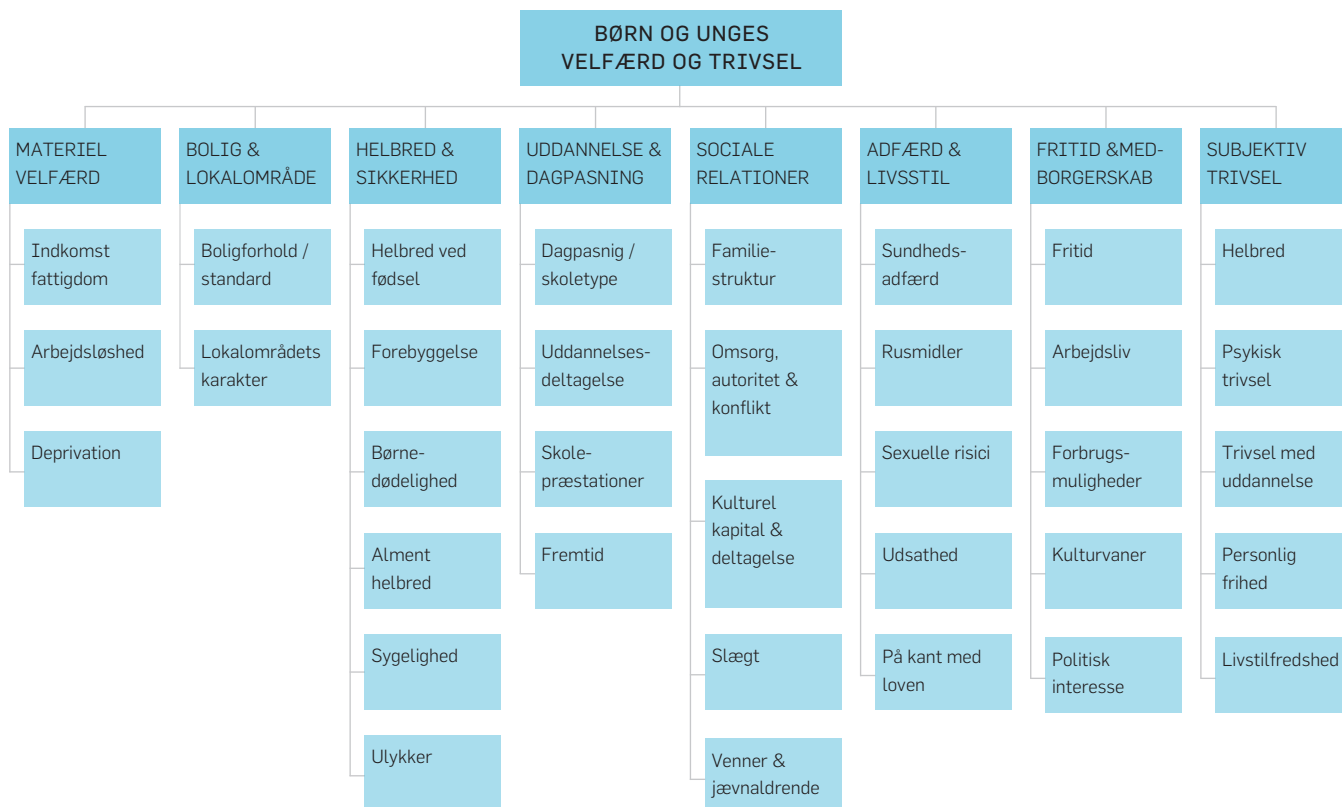 BØRN OG UNGES
VELFÆRD OG TRIVSEL
MATERIEL
VELFÆRD
Indkomst
fattigdom
Arbejdsløshed
Deprivation
BOLIG &
LOKALOMRÅDE
Boligforhold /
standard
Lokalområdets
karakter
HELBRED &
SIKKERHED
Helbred ved
fødsel
Forebyggelse
Børne-
dødelighed
Alment
helbred
Sygelighed
Ulykker
UDDANNELSE &
DAGPASNING
Dagpasnig /
skoletype
Uddannelses-
deltagelse
Skole-
præstationer
Fremtid
SOCIALE
RELATIONER
Familie-
struktur
Omsorg,
autoritet &
konflikt
Kulturel
kapital &
deltagelse
Slægt
Venner &
jævnaldrende
ADFÆRD &
LIVSSTIL
Sundheds-
adfærd
Rusmidler
Sexuelle risici
Udsathed
På kant med
loven
FRITID &MED-
BORGERSKAB
Fritid
Arbejdsliv
Forbrugs-
muligheder
Kulturvaner
Politisk
interesse
SUBJEKTIV
TRIVSEL
Helbred
Psykisk
trivsel
Trivsel med
uddannelse
Personlig
frihed
Livstilfredshed